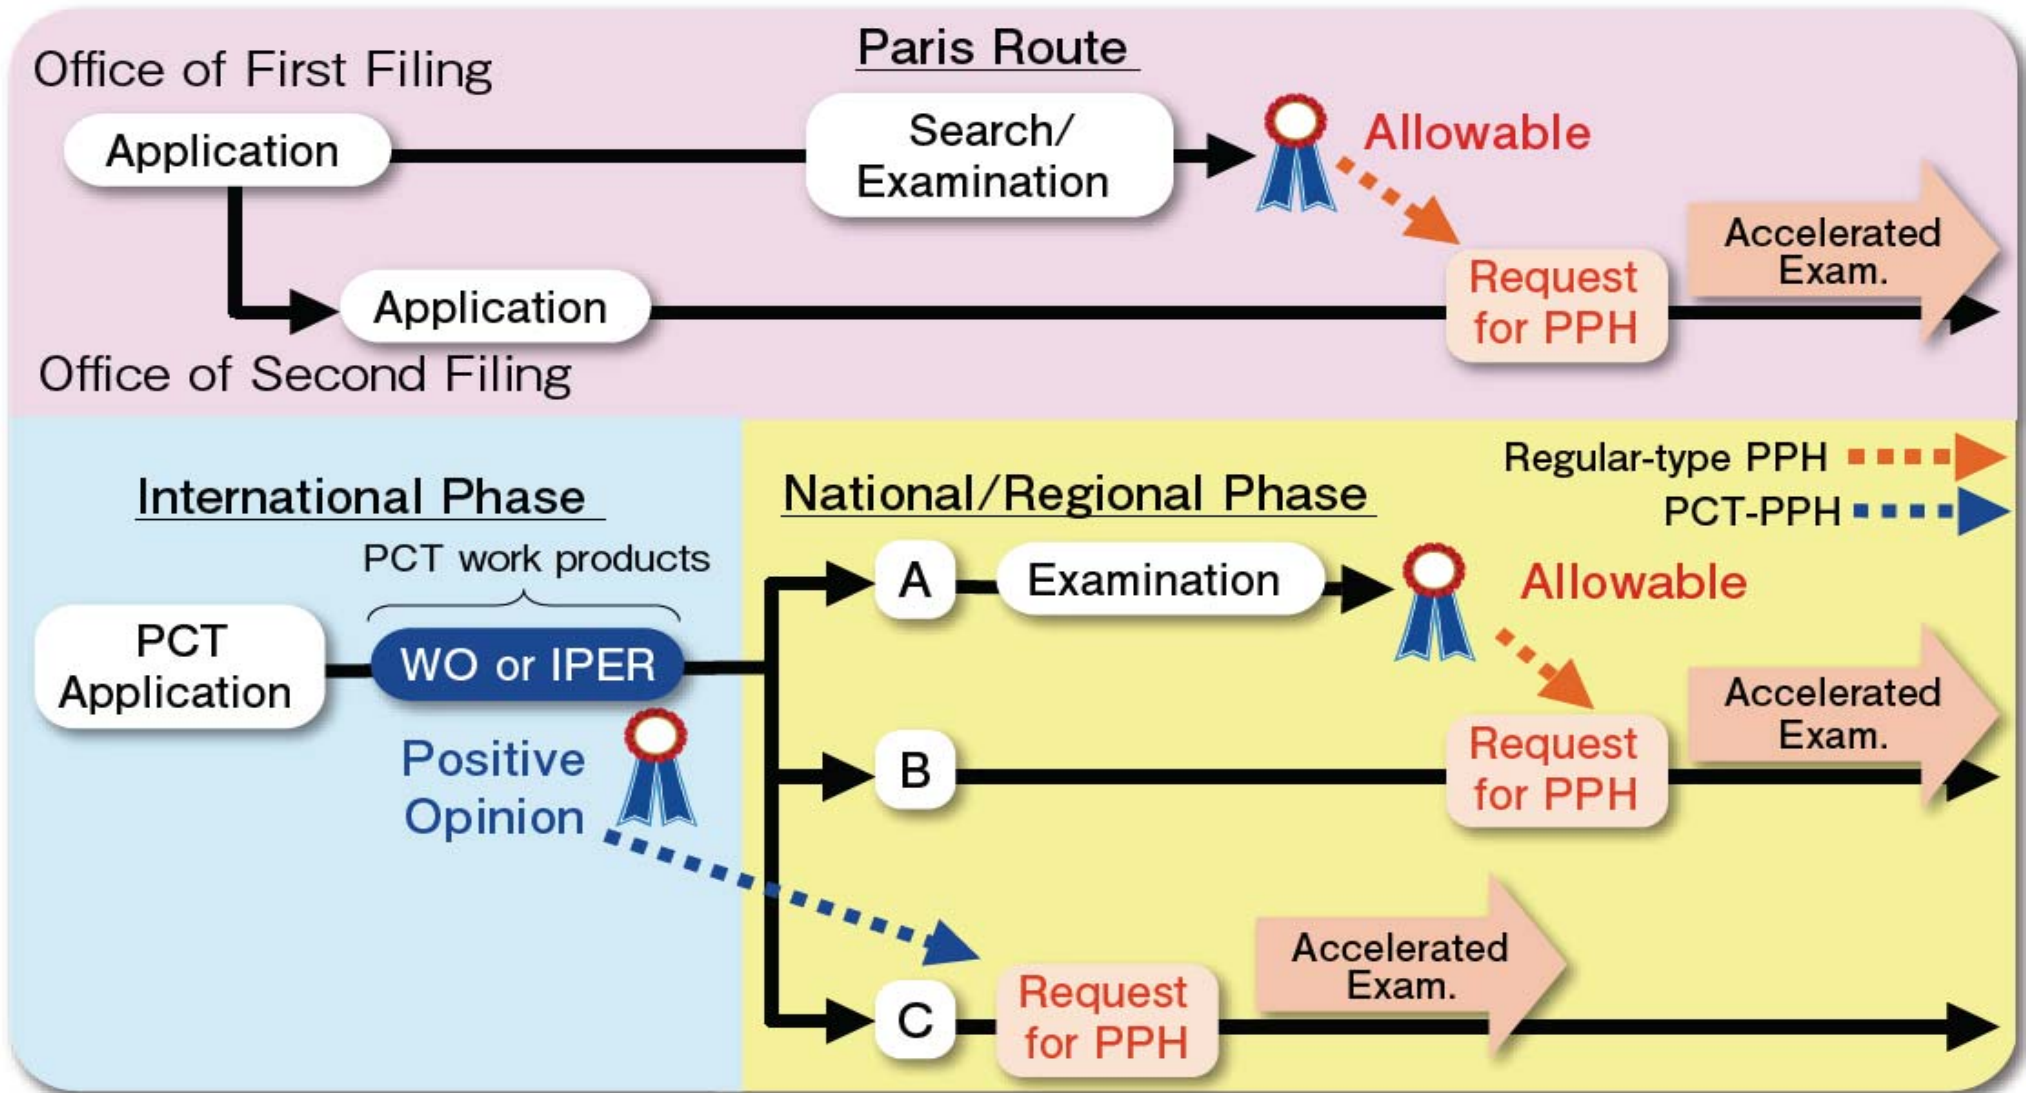 Paris Route
Office of First Filing
Application
Search/
Examination
Allowable
Application
Request
for PPH
Accelerated
Exam.
Office of Second Filing
International Phase
PCT work products
PCT
Application
WO or IPER
Positive
Opinion
National/Regional Phase
Regular-type PPH
PCT-PPH
A
Examination
Allowable
B
Request
for PPH
Accelerated
Exam.
C
Request
for PPH
Accelerated
Exam.